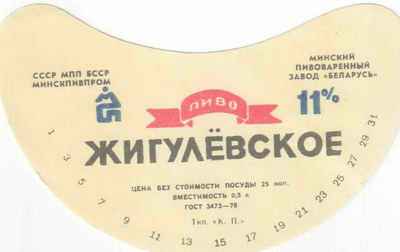 СССР МПП БССР
МИНСКПИВПРОМ
МИНСКИЙ
ПИВОВАРЕННЫЙ
ЗАВОД «БЕЛАРУСЬ»
ПИВО
11%
ЖИГУЛЁВСКОЕ
ЦЕНА БЕЗ СТОИМОСТИ ПОСУДЫ 25 коп.
ВМЕСТИМОСТЬ 0,5 л
ГОСТ 3473—78
1 кл. «К. П.»
1 3 5 7 9 11 13 15 17 19 21 23 25 27 29 31